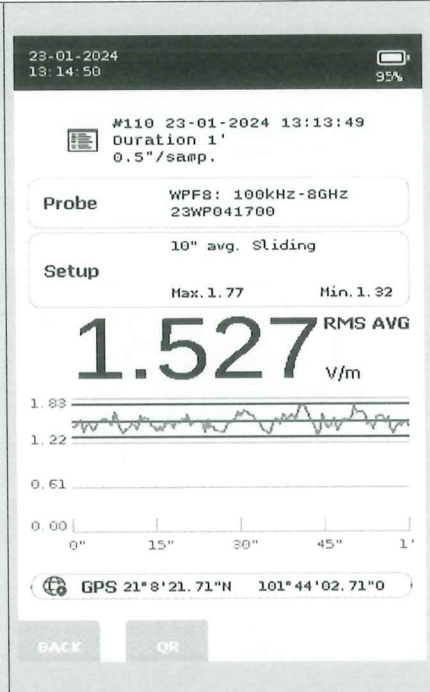 23-01-2024
13:14:50
95%
#110 23-01-2024 13:13:49
Duration 1'
0.5"/samp.
Probe
WPF8: 100kHz-8GHz
23WP041700
Setup
10" avg. Sliding
Max.1.77 Min.1.32
1.527 RMS AVG
V/m
1.83
1.22
0.61
0.00
0" 15" 30" 45" 1'
GPS 21°8'21.71"N 101°44'02.71"O
BACK QR